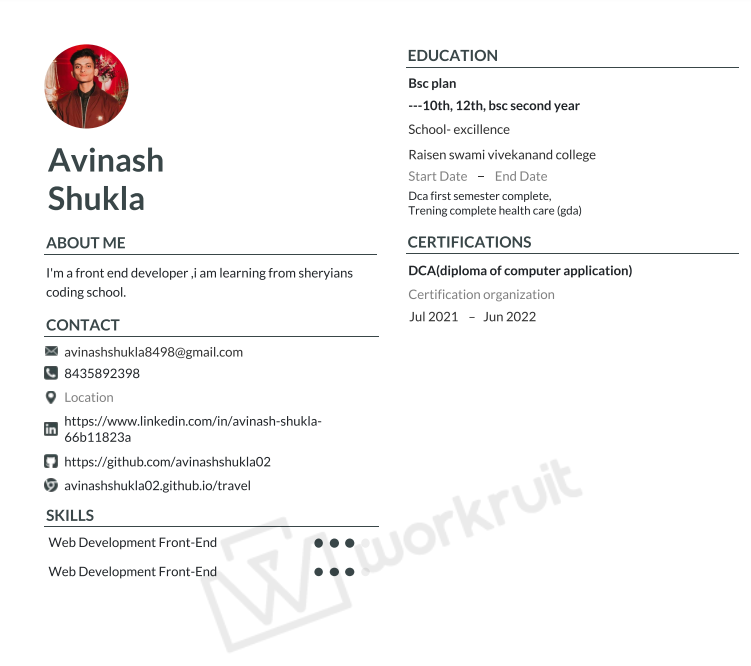 Avinash
Shukla
ABOUT ME
I'm a front end developer ,i am learning from sheryians
coding school.
CONTACT
avinashshukla8498@gmail.com
8435892398
Location
https://www.linkedin.com/in/avinash-shukla-
66b11823a
https://github.com/avinashshukla02
avinashshukla02.github.io/travel
SKILLS
Web Development Front-End
Web Development Front-End
EDUCATION
Bsc plan
---10th, 12th, bsc second year
School- excillence
Raisen swami vivekanand college
Start Date – End Date
Dca first semester complete,
Trening complete health care (gda)
CERTIFICATIONS
DCA(diploma of computer application)
Certification organization
Jul 2021 – Jun 2022
workruit